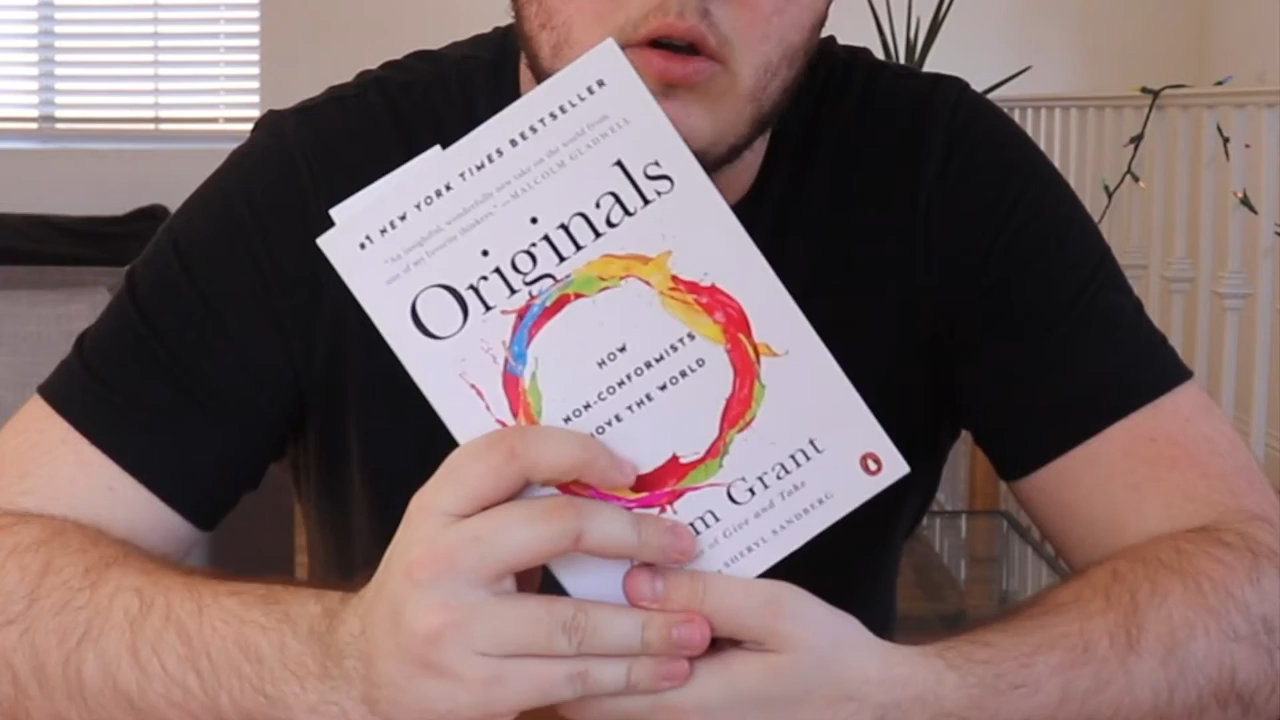 #1 NEW YORK TIMES BESTSELLER
"An insightful, wonderfully new take on the world from
one of my favorite thinkers." —MALCOLM GLADWELL
Originals
HOW
NON-CONFORMISTS
MOVE THE WORLD
m Grant
of Give and Take
SHERYL SANDBERG